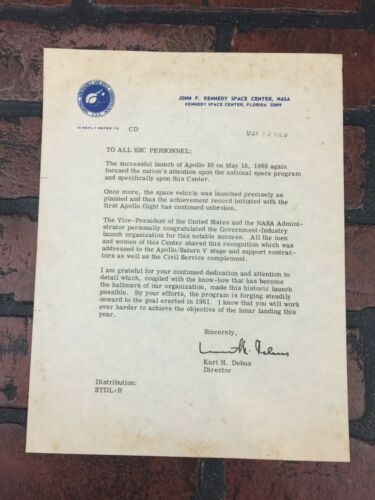 JOHN F. KENNEDY SPACE CENTER, NASA
KENNEDY SPACE CENTER, FLORIDA 32899
IN REPLY REFER TO CD
MAY 1969
TO ALL KSC PERSONNEL:
The successful launch of Apollo 10 on May 18, 1969 again
focused the nation's attention upon the national space program
and specifically upon this Center.
Once more, the space vehicle was launched precisely as
planned and thus the achievement record initiated with the
first Apollo flight has continued unbroken.
The Vice-President of the United States and the NASA Admini-
strator personally congratulated the Government-Industry
launch organization for this notable success. All the men
and women of this Center shared this recognition which was
addressed to the Apollo/Saturn V stage and support contrac-
tors as well as the Civil Service complement.
I am grateful for your continued dedication and attention to
detail which, coupled with the know-how that has become
the hallmark of our organization, made this historic launch
possible. By your efforts, the program is forging steadily
onward to the goal erected in 1961. I know that you will work
ever harder to achieve the objective of the lunar landing this
year.
Sincerely,
Kurt H. Debus
Kurt H. Debus
Director
Distribution:
STDL-R